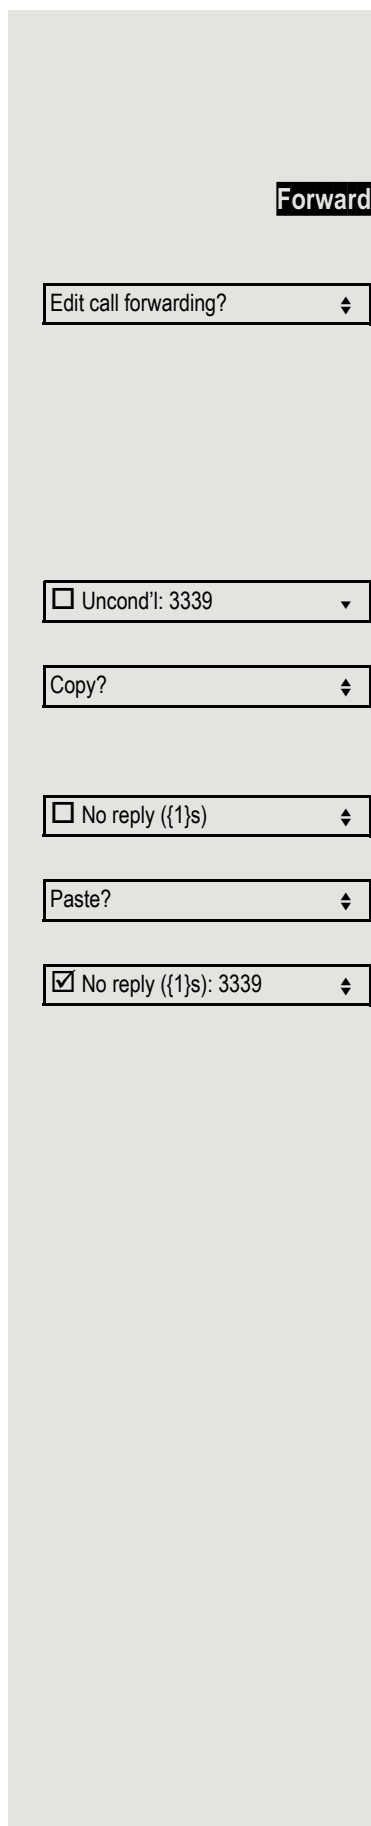 Forward
Edit call forwarding?
☐ Uncond'l: 3339
Copy?
☐ No reply ({1}s)
Paste?
☑ No reply ({1}s): 3339